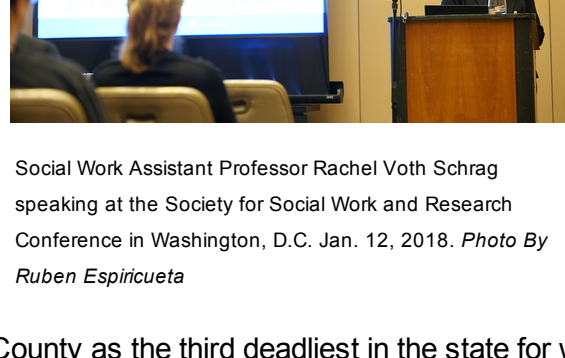 Social Work Assistant Professor Rachel Voth Schrag
speaking at the Society for Social Work and Research
Conference in Washington, D.C. Jan. 12, 2018. Photo By
Ruben Espiricueta
County as the third deadliest in the state for